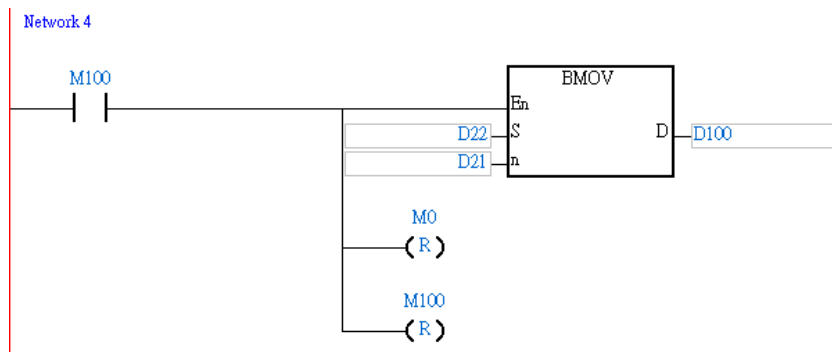 Network 4
M100
BMOV
En
D22 S D D100
D21 n
M0
R
M100
R